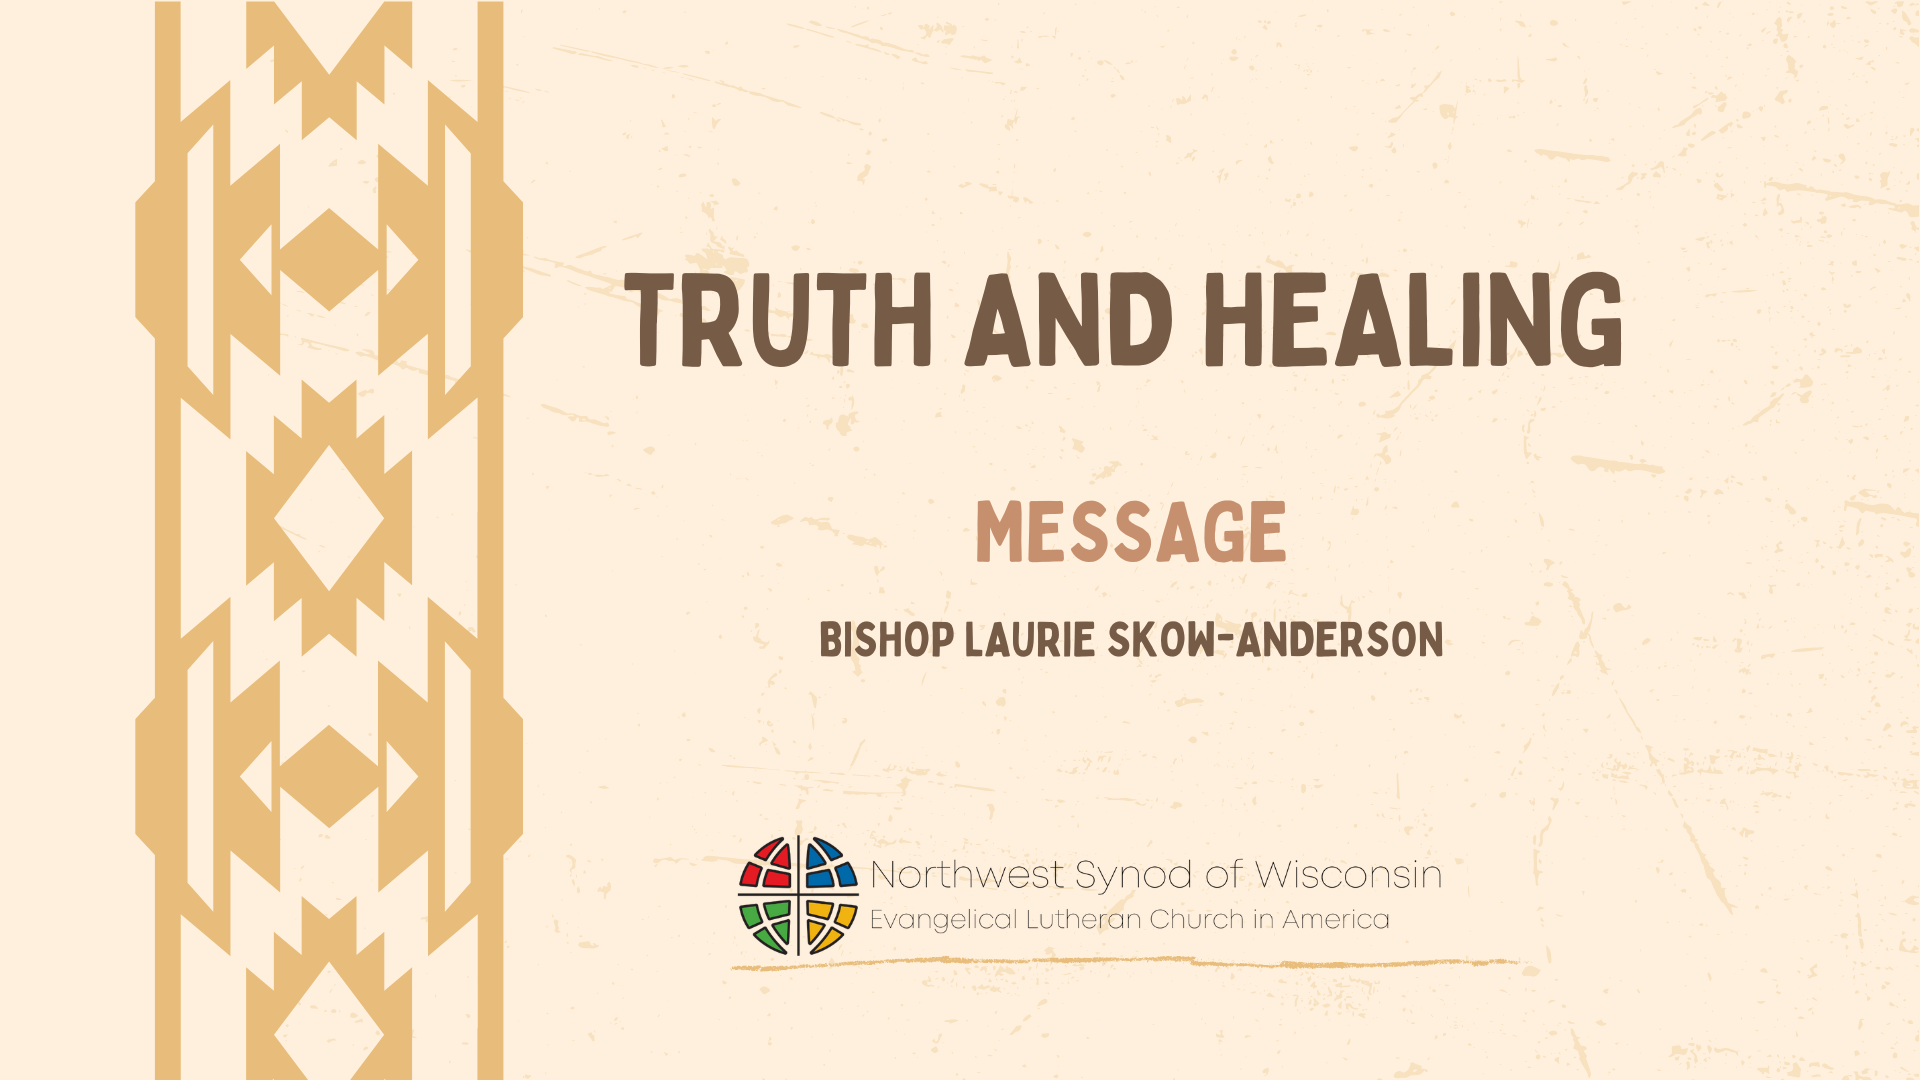 TRUTH AND HEALING
MESSAGE
BISHOP LAURIE SKOW-ANDERSON
Northwest Synod of Wisconsin
Evangelical Lutheran Church in America